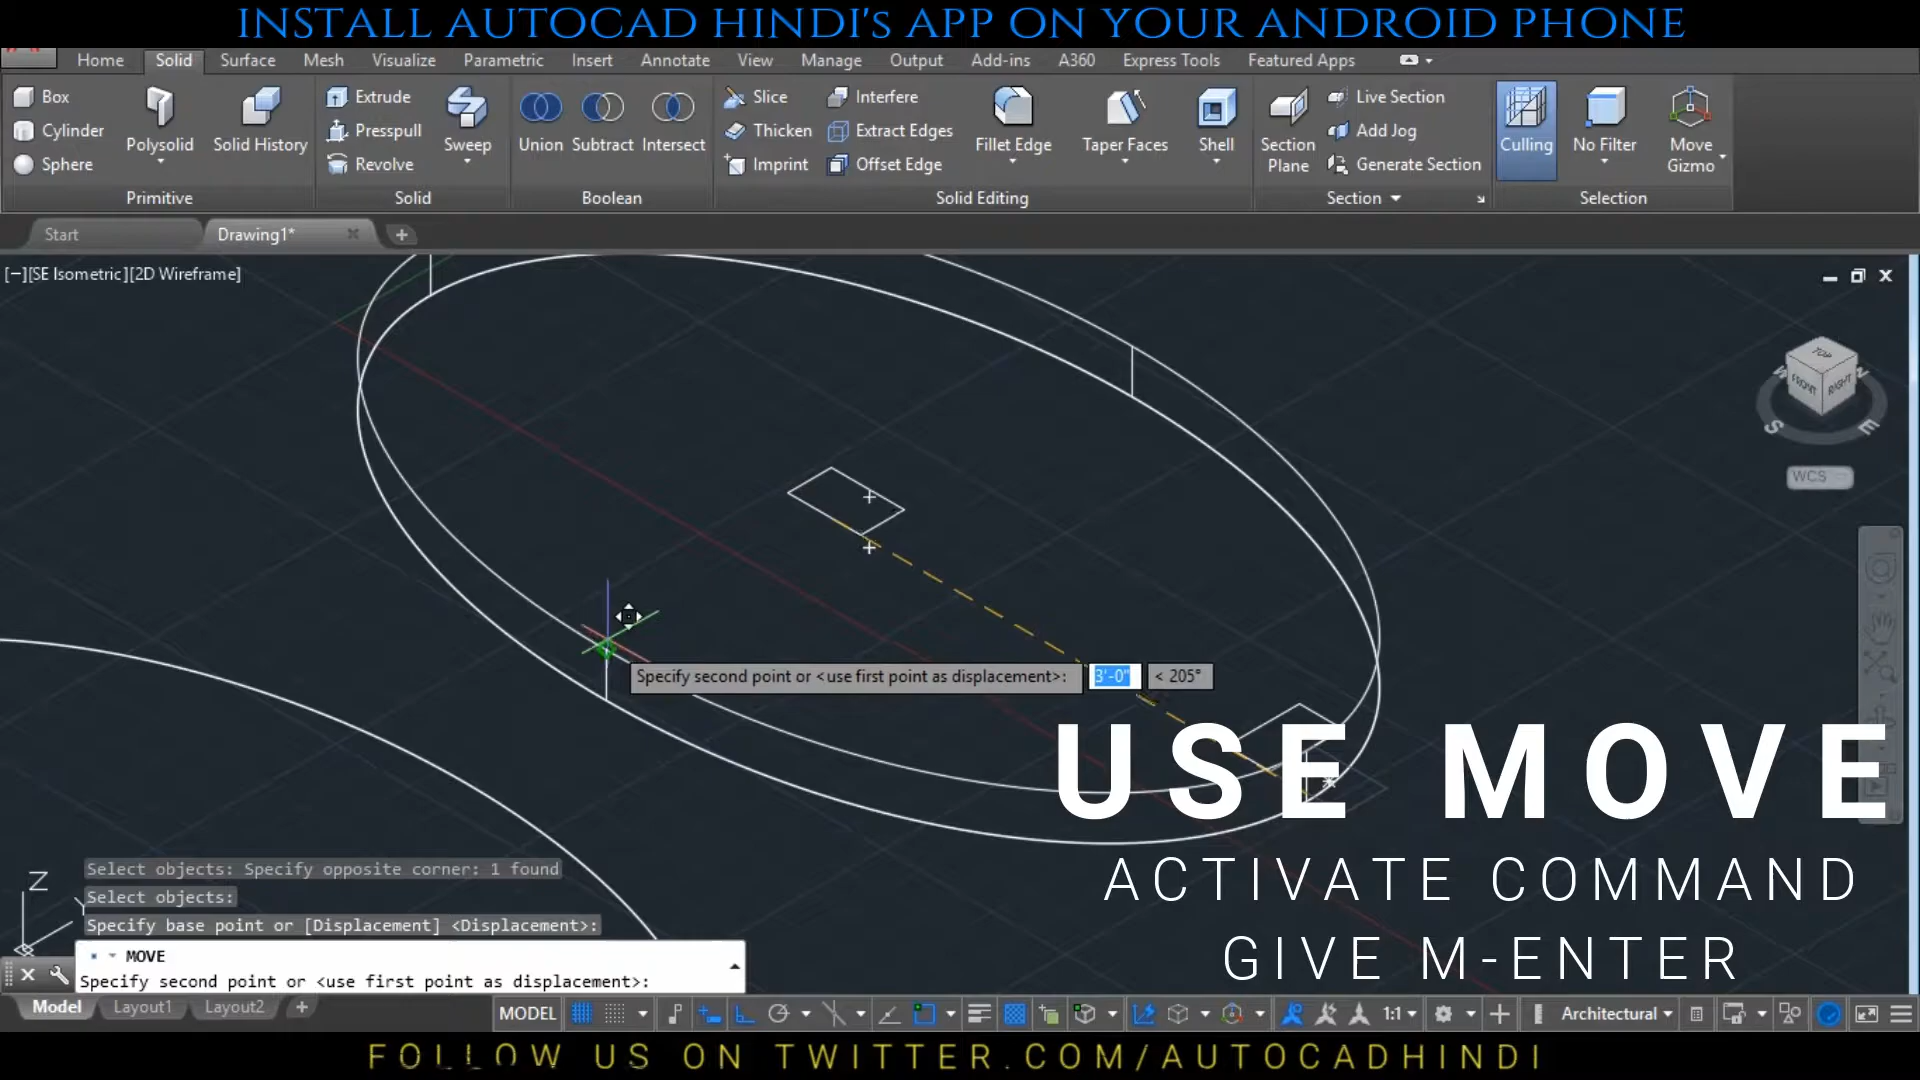 INSTALL AUTOCAD HINDI's APP ON YOUR ANDROID PHONE
Home Solid Surface Mesh Visualize Parametric Insert Annotate View Manage Output Add-ins A360 Express Tools Featured Apps
Box
Cylinder
Sphere
Polysolid
Solid History
Primitive
Extrude
Presspull
Revolve
Sweep
Solid
Union Subtract Intersect
Boolean
Slice
Thicken
Imprint
Interfere
Extract Edges
Offset Edge
Fillet Edge
Taper Faces
Shell
Solid Editing
Section Plane
Live Section
Add Jog
Generate Section
Section
Culling
No Filter
Move Gizmo
Selection
Start Drawing1*
[−][SE Isometric][2D Wireframe]
TOP
FRONT RIGHT
S E
WCS
Specify second point or <use first point as displacement>: 3'-0" < 205°
USE MOVE
ACTIVATE COMMAND
GIVE M-ENTER
Select objects: Specify opposite corner: 1 found
Select objects:
Specify base point or [Displacement] <Displacement>:
Z
Y
MOVE
Specify second point or <use first point as displacement>:
Model Layout1 Layout2
MODEL 1:1 Architectural
FOLLOW US ON TWITTER.COM/AUTOCADHINDI